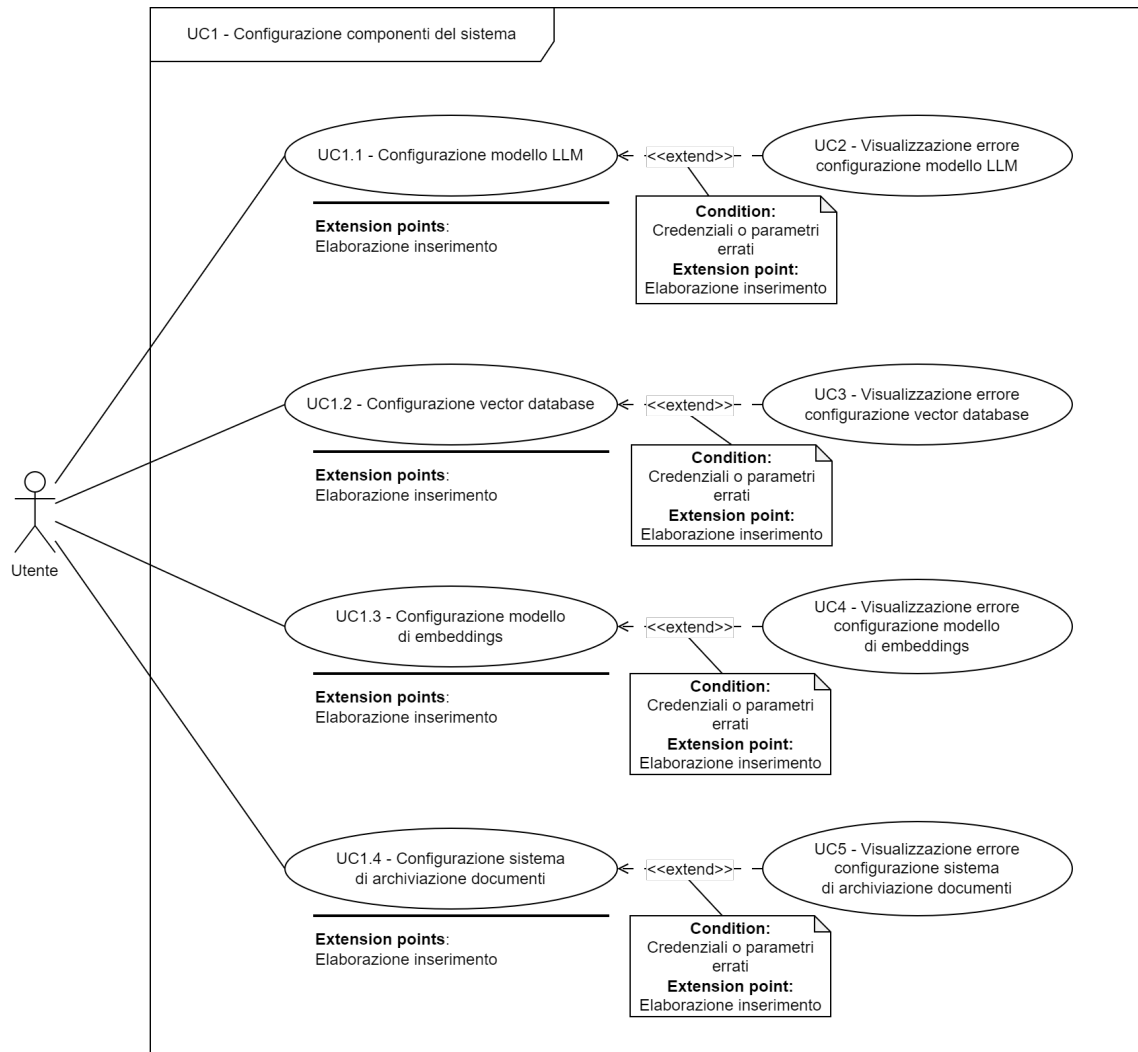 UC1 - Configurazione componenti del sistema
UC1.1 - Configurazione modello LLM
<<extend>>
UC2 - Visualizzazione errore
configurazione modello LLM
Extension points:
Elaborazione inserimento
Condition:
Credenziali o parametri
errati
Extension point:
Elaborazione inserimento
UC1.2 - Configurazione vector database
<<extend>>
UC3 - Visualizzazione errore
configurazione vector database
Extension points:
Elaborazione inserimento
Condition:
Credenziali o parametri
errati
Extension point:
Elaborazione inserimento
Utente
UC1.3 - Configurazione modello
di embeddings
<<extend>>
UC4 - Visualizzazione errore
configurazione modello
di embeddings
Extension points:
Elaborazione inserimento
Condition:
Credenziali o parametri
errati
Extension point:
Elaborazione inserimento
UC1.4 - Configurazione sistema
di archiviazione documenti
<<extend>>
UC5 - Visualizzazione errore
configurazione sistema
di archiviazione documenti
Extension points:
Elaborazione inserimento
Condition:
Credenziali o parametri
errati
Extension point:
Elaborazione inserimento